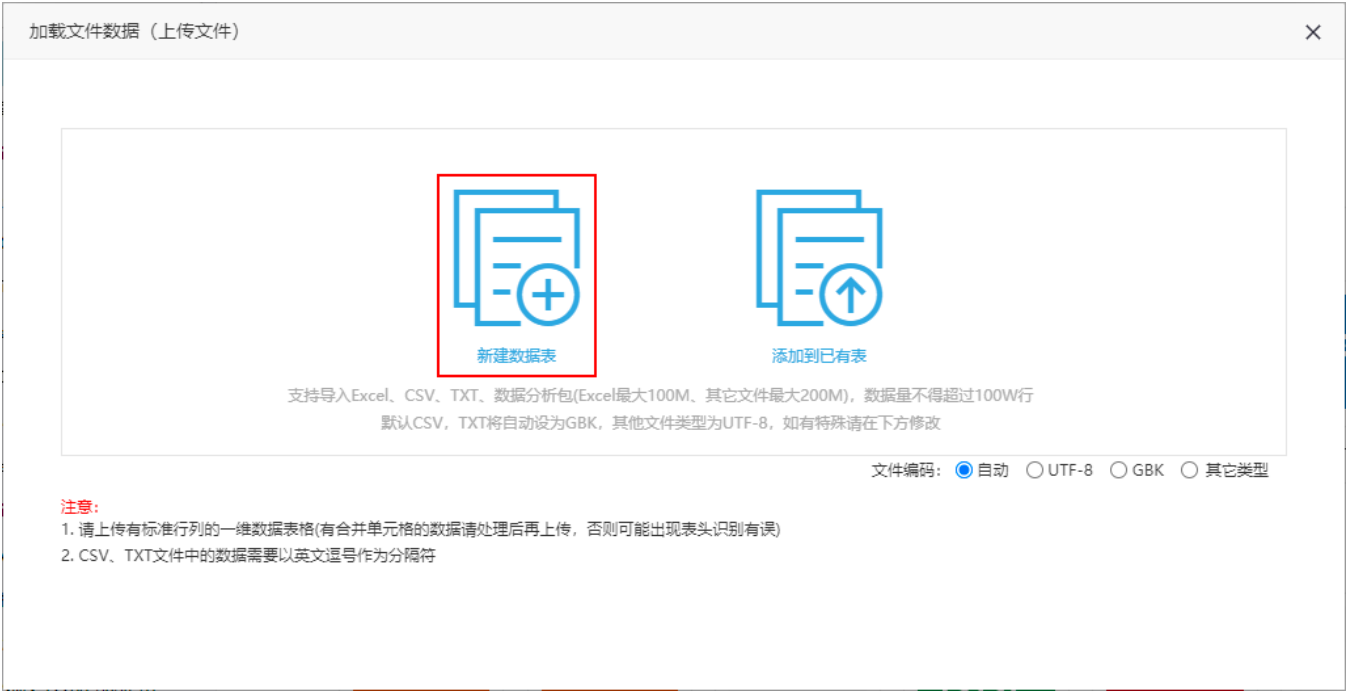 加载文件数据（上传文件）
新建数据表
添加到已有表
支持导入Excel、CSV、TXT、数据分析包(Excel最大100M、其它文件最大200M)，数据量不得超过100W行
默认CSV，TXT将自动设为GBK，其他文件类型为UTF-8，如有特殊请在下方修改
文件编码： 自动 UTF-8 GBK 其它类型
注意：
1. 请上传有标准行列的一维数据表格(有合并单元格的数据请处理后再上传，否则可能出现表头识别有误)
2. CSV、TXT文件中的数据需要以英文逗号作为分隔符